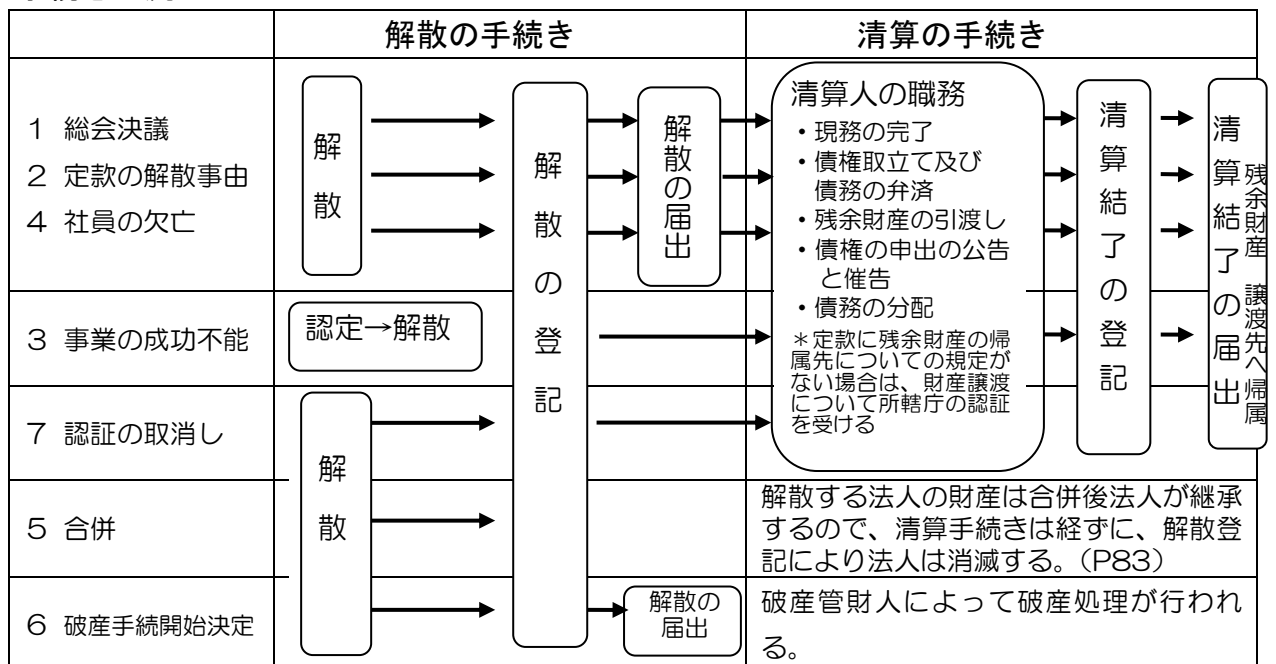 解散の手続き
清算の手続き
1 総会決議
2 定款の解散事由
4 社員の欠亡
解散
解散の登記
解散の届出
清算人の職務
・現務の完了
・債権取立て及び
債務の弁済
・残余財産の引渡し
・債権の申出の公告
と催告
・債務の分配
＊定款に残余財産の帰
属先についての規定が
ない場合は、財産譲渡
について所轄庁の認証
を受ける
清算結了の登記
清算結了の届出
残余財産 譲渡先へ帰属
3 事業の成功不能
認定→解散
7 認証の取消し
解散
5 合併
解散する法人の財産は合併後法人が継承
するので、清算手続きは経ずに、解散登
記により法人は消滅する。（P83）
6 破産手続開始決定
解散の
届出
破産管財人によって破産処理が行われ
る。